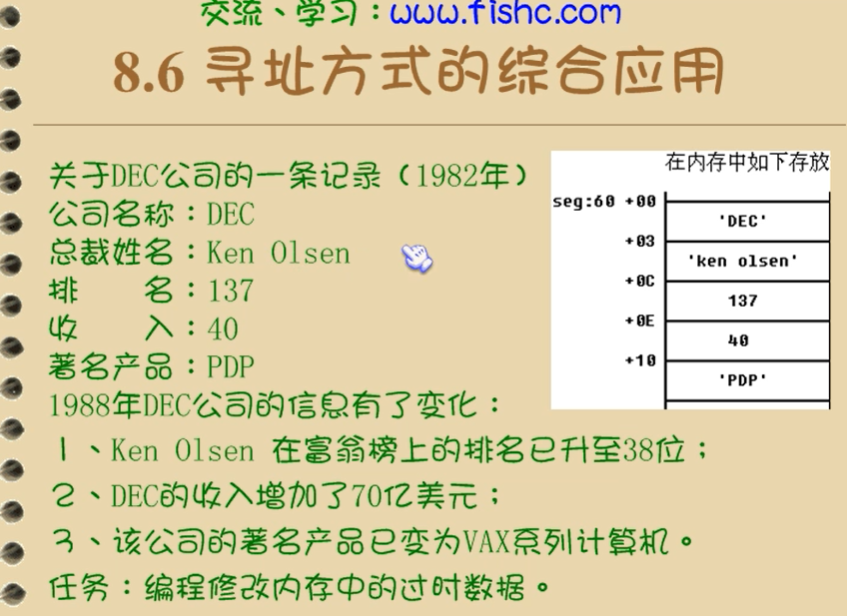 交流、学习：www.fishc.com
8.6 寻址方式的综合应用
关于DEC公司的一条记录（1982年）
公司名称：DEC
总裁姓名：Ken Olsen
排　　名：137
收　　入：40
著名产品：PDP
1988年DEC公司的信息有了变化：
1、Ken Olsen 在富翁榜上的排名已升至38位；
2、DEC的收入增加了70亿美元；
3、该公司的著名产品已变为VAX系列计算机。
任务：编程修改内存中的过时数据。
在内存中如下存放
seg:60 +00
'DEC'
+03
'ken olsen'
+0C
137
+0E
40
+10
'PDP'